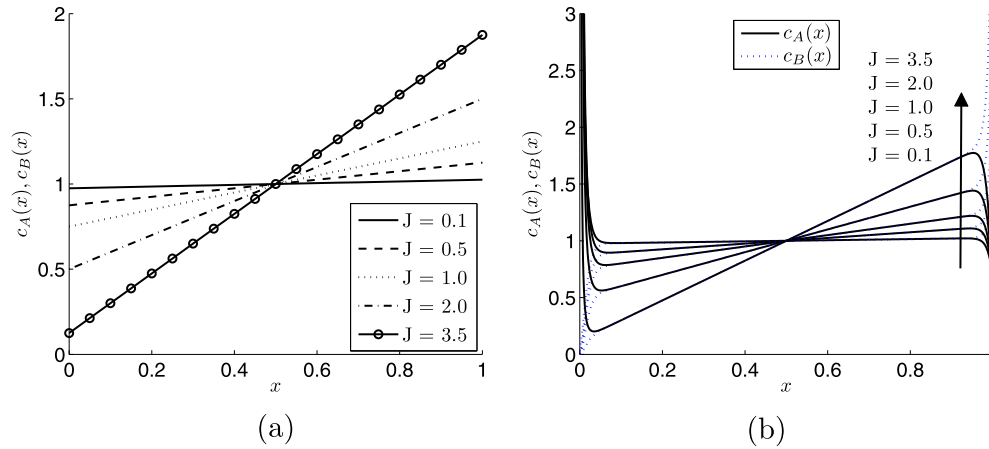 2
1.5
1
0.5
0
c_A(x), c_B(x)
0 0.2 0.4 0.6 0.8 1
x
J = 0.1
J = 0.5
J = 1.0
J = 2.0
J = 3.5
(a)
3
2.5
2
1.5
1
0.5
0
c_A(x), c_B(x)
0 0.2 0.4 0.6 0.8
x
c_A(x)
c_B(x)
J = 3.5
J = 2.0
J = 1.0
J = 0.5
J = 0.1
(b)